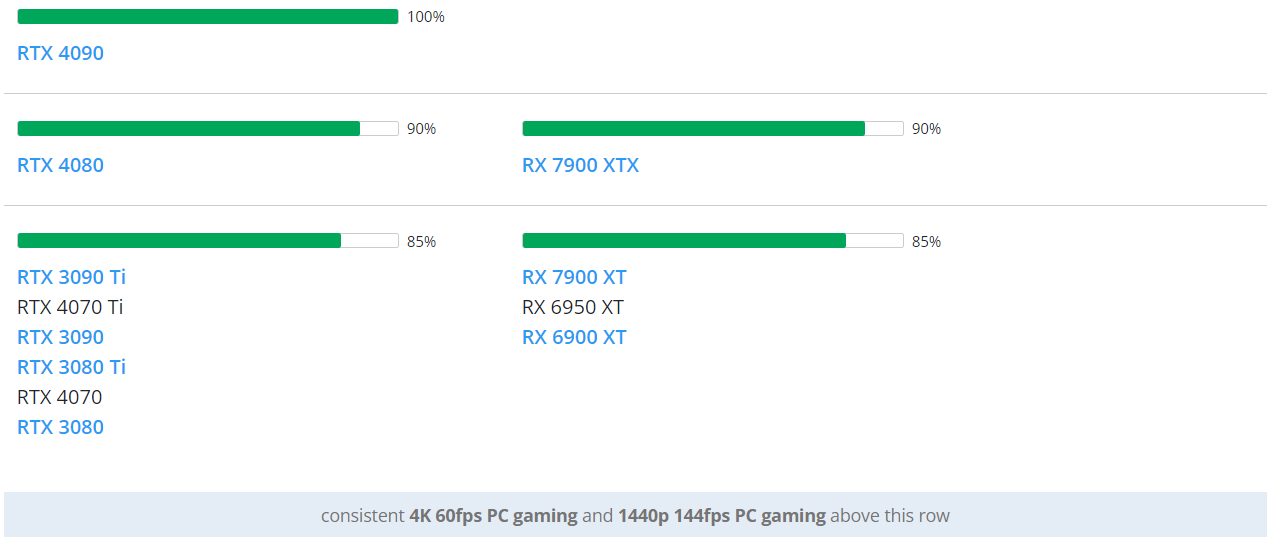 100%
RTX 4090
90%
90%
RTX 4080
RX 7900 XTX
85%
85%
RTX 3090 Ti
RX 7900 XT
RTX 4070 Ti
RX 6950 XT
RTX 3090
RX 6900 XT
RTX 3080 Ti
RTX 4070
RTX 3080
consistent 4K 60fps PC gaming and 1440p 144fps PC gaming above this row